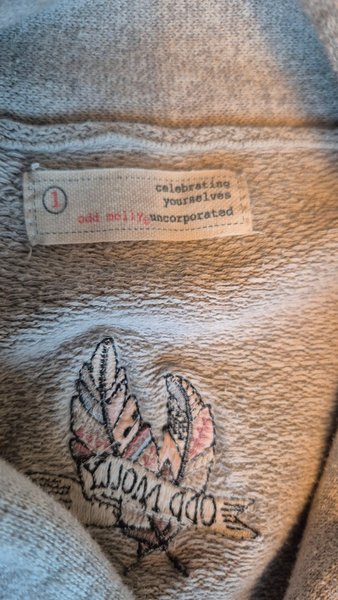 1
celebrating
yourselves
odd molly&uncorporated
ODD MOLLY